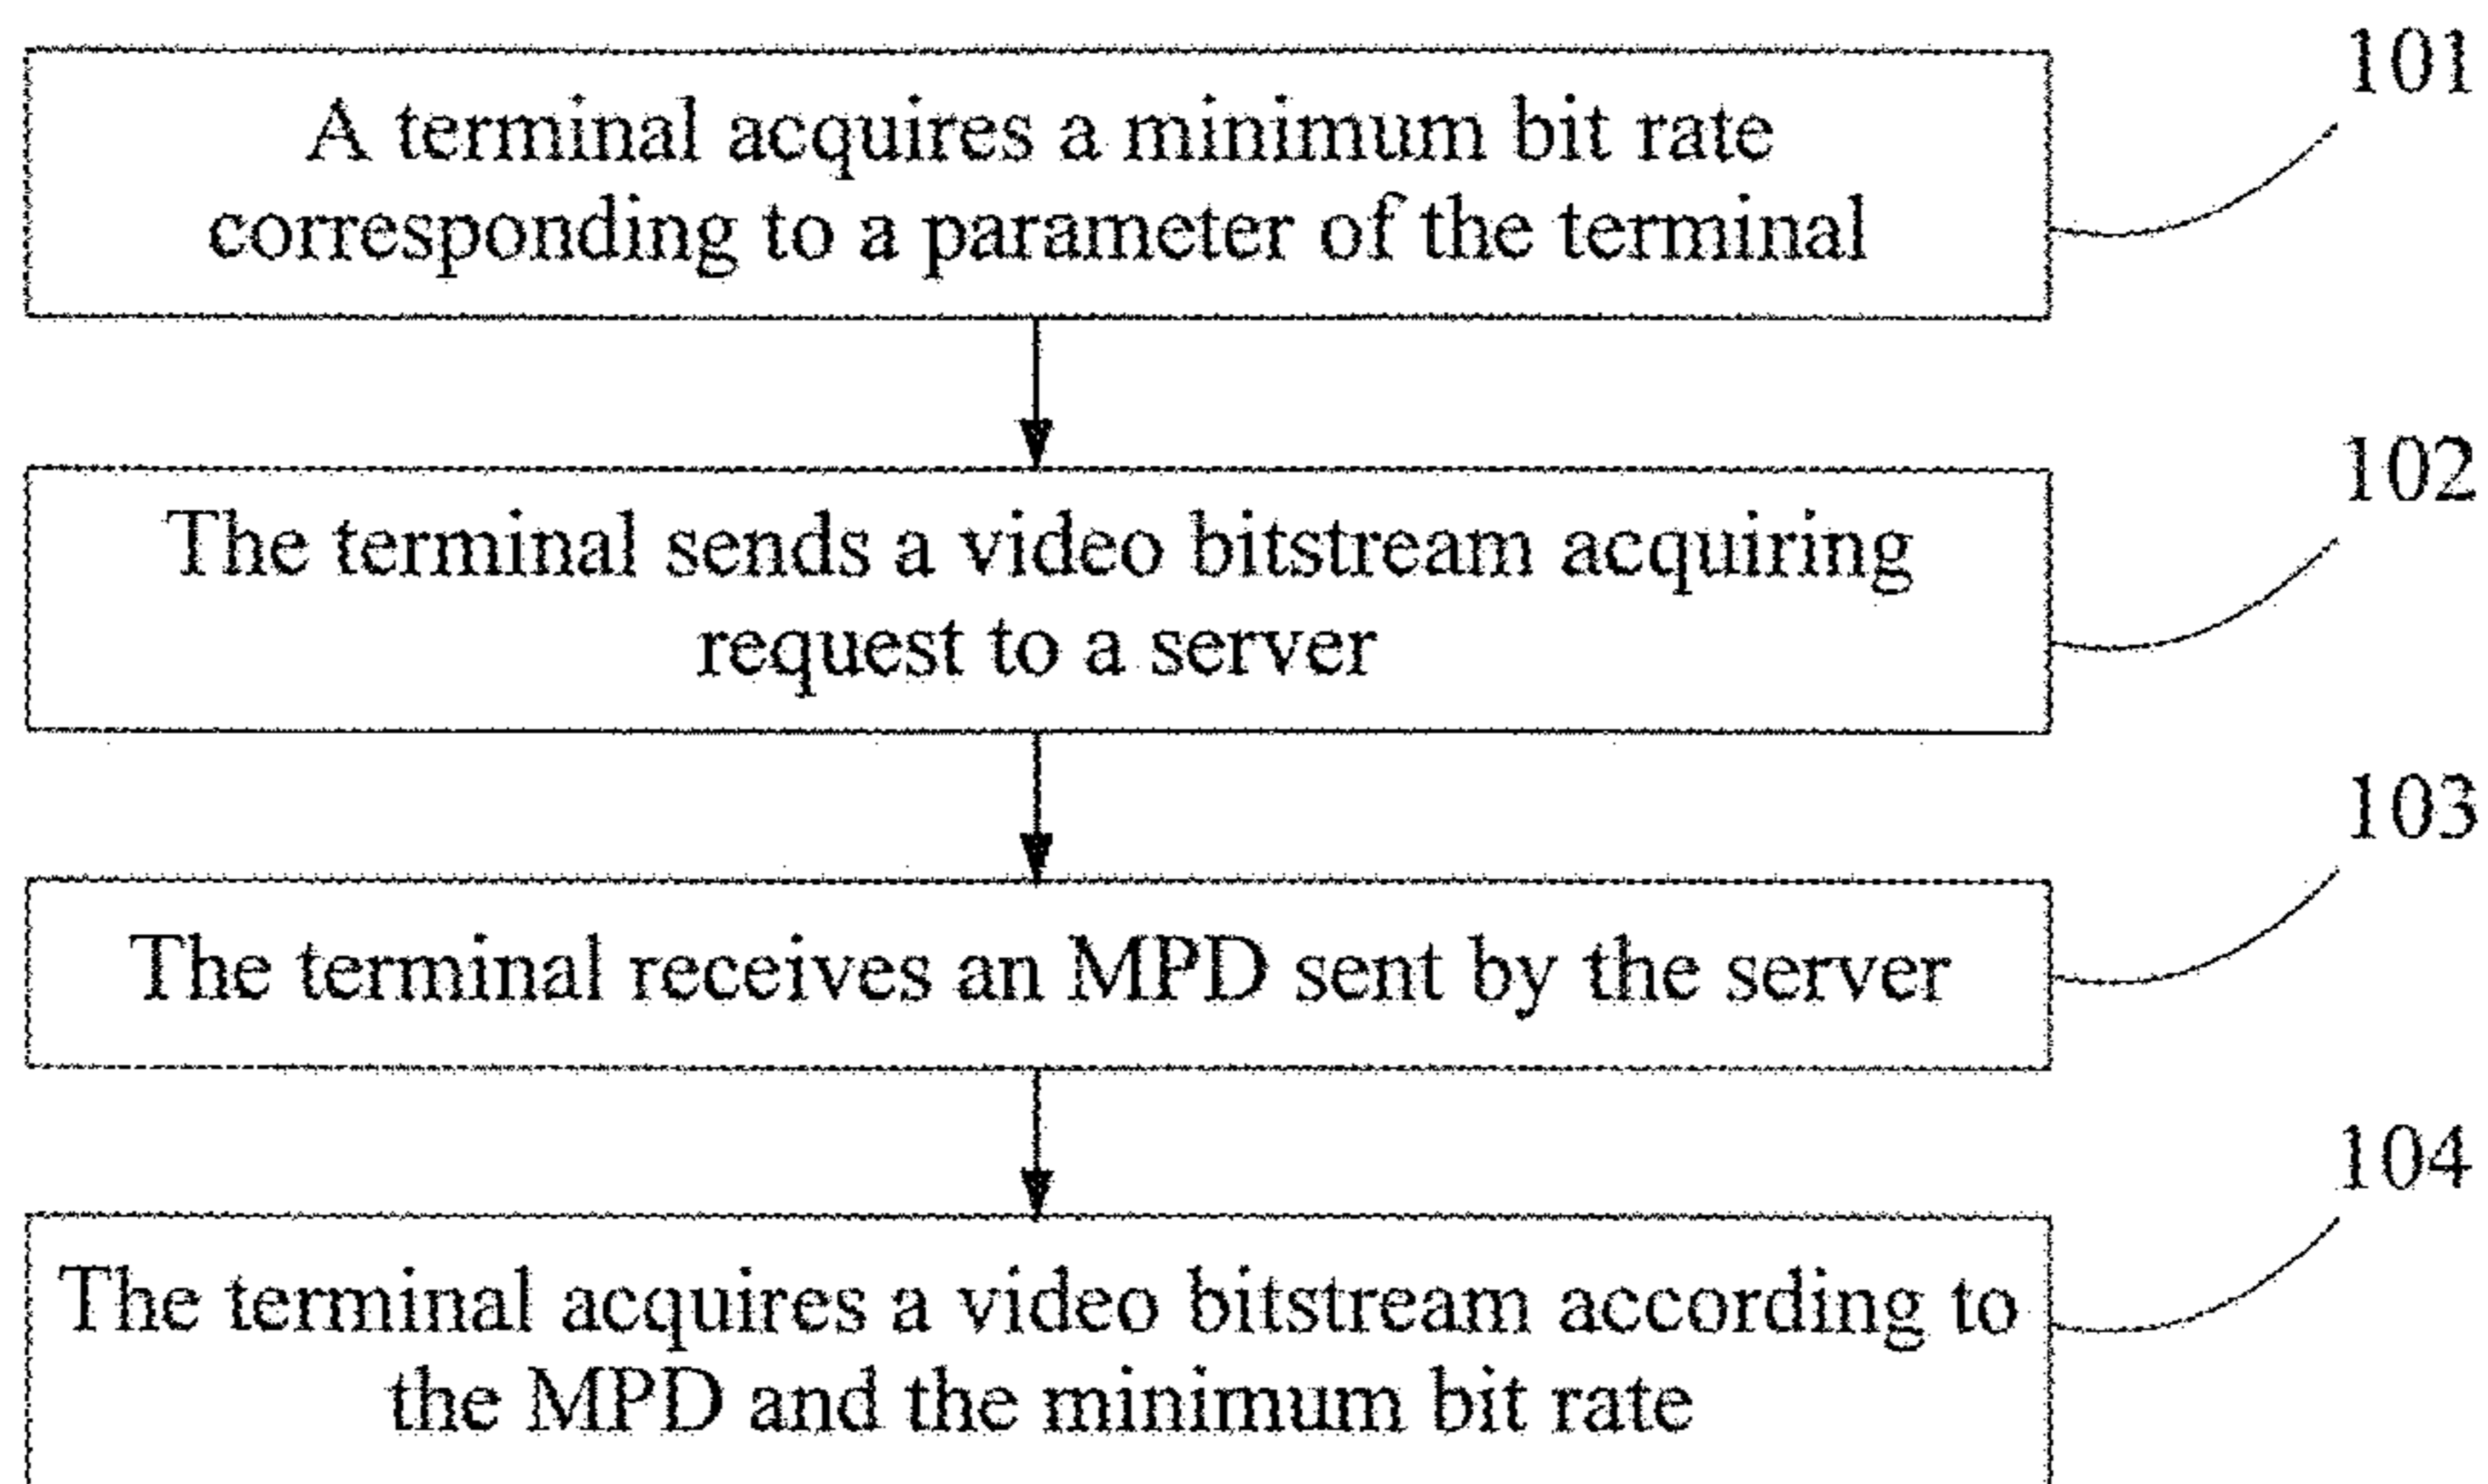 101
A terminal acquires a minimum bit rate
corresponding to a parameter of the terminal
102
The terminal sends a video bitstream acquiring
request to a server
103
The terminal receives an MPD sent by the server
104
The terminal acquires a video bitstream according to
the MPD and the minimum bit rate